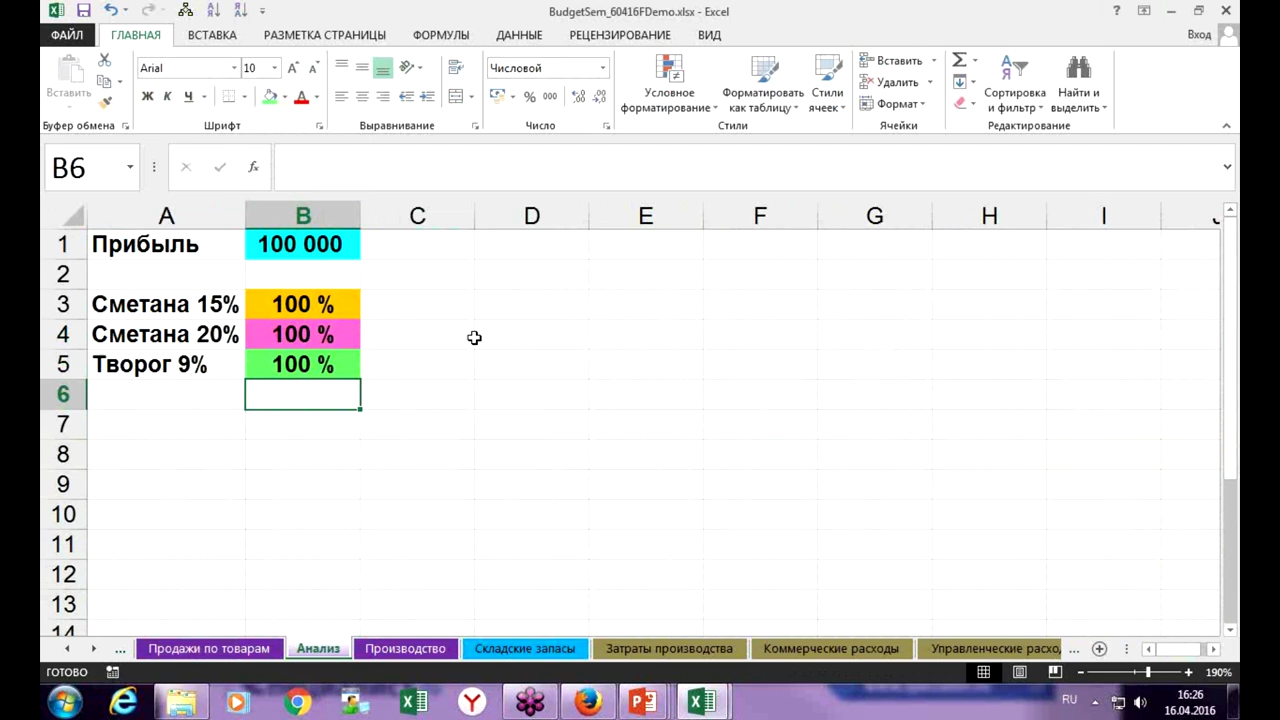 BudgetSem_60416FDemo.xlsx - Excel
ФАЙЛ ГЛАВНАЯ ВСТАВКА РАЗМЕТКА СТРАНИЦЫ ФОРМУЛЫ ДАННЫЕ РЕЦЕНЗИРОВАНИЕ ВИД Вход
Вставить
Arial 10
Ж К Ч
Числовой
% 000
Условное форматирование
Форматировать как таблицу
Стили ячеек
Вставить
Удалить
Формат
Сортировка и фильтр
Найти и выделить
Буфер обмена Шрифт Выравнивание Число Стили Ячейки Редактирование
B6 fx
A B C D E F G H I
1 Прибыль 100 000
2
3 Сметана 15% 100 %
4 Сметана 20% 100 %
5 Творог 9% 100 %
6
7
8
9
10
11
12
13
14
... Продажи по товарам Анализ Производство Складские запасы Затраты производства Коммерческие расходы Управленческие расхо ...
ГОТОВО 190%
RU 16:26
16.04.2016